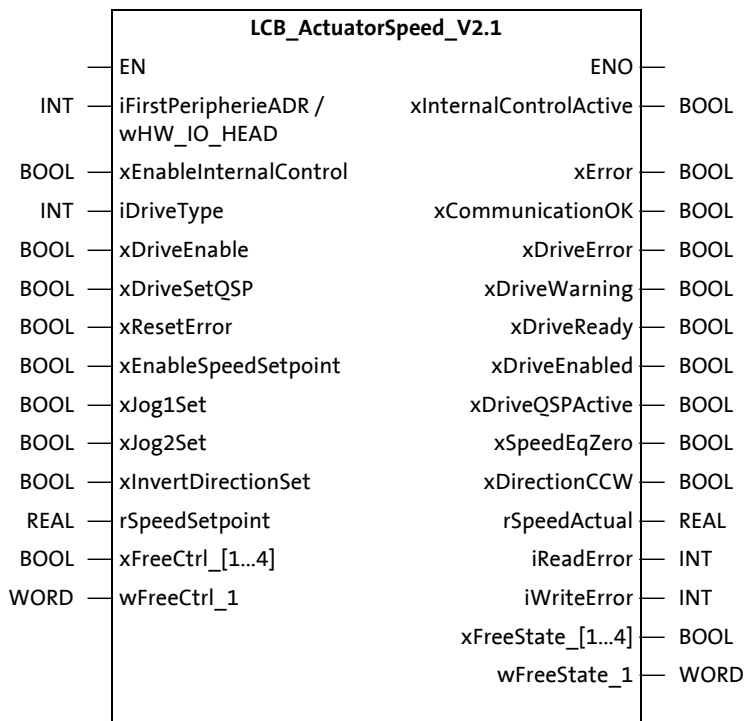 LCB_ActuatorSpeed_V2.1
EN ENO
INT iFirstPeripherieADR / xInternalControlActive BOOL
wHW_IO_HEAD
BOOL xEnableInternalControl xError BOOL
INT iDriveType xCommunicationOK BOOL
BOOL xDriveEnable xDriveError BOOL
BOOL xDriveSetQSP xDriveWarning BOOL
BOOL xResetError xDriveReady BOOL
BOOL xEnableSpeedSetpoint xDriveEnabled BOOL
BOOL xJog1Set xDriveQSPActive BOOL
BOOL xJog2Set xSpeedEqZero BOOL
BOOL xInvertDirectionSet xDirectionCCW BOOL
REAL rSpeedSetpoint rSpeedActual REAL
BOOL xFreeCtrl_[1...4] iReadError INT
WORD wFreeCtrl_1 iWriteError INT
xFreeState_[1...4] BOOL
wFreeState_1 WORD